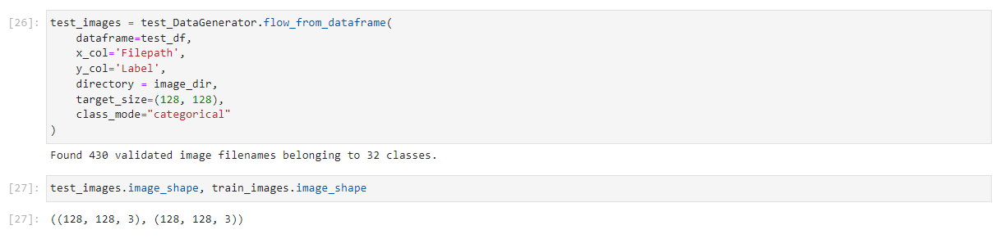 [26]: test_images = test_DataGenerator.flow_from_dataframe(
    dataframe=test_df,
    x_col='Filepath',
    y_col='Label',
    directory = image_dir,
    target_size=(128, 128),
    class_mode="categorical"
)
Found 430 validated image filenames belonging to 32 classes.
[27]: test_images.image_shape, train_images.image_shape
[27]: ((128, 128, 3), (128, 128, 3))